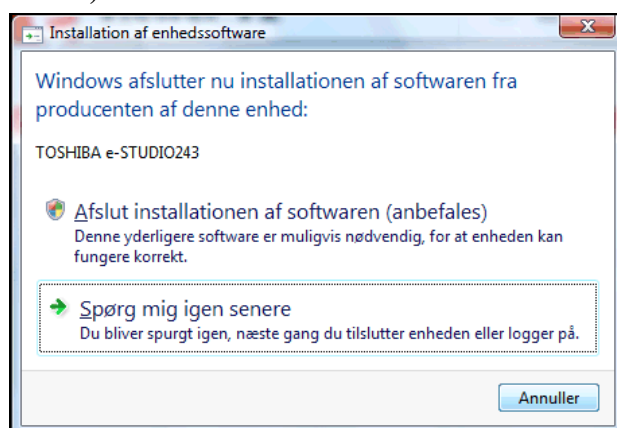 Installation af enhedssoftware
Windows afslutter nu installationen af softwaren fra
producenten af denne enhed:
TOSHIBA e-STUDIO243
Afslut installationen af softwaren (anbefales)
Denne yderligere software er muligvis nødvendig, for at enheden kan
fungere korrekt.
Spørg mig igen senere
Du bliver spurgt igen, næste gang du tilslutter enheden eller logger på.
Annuller